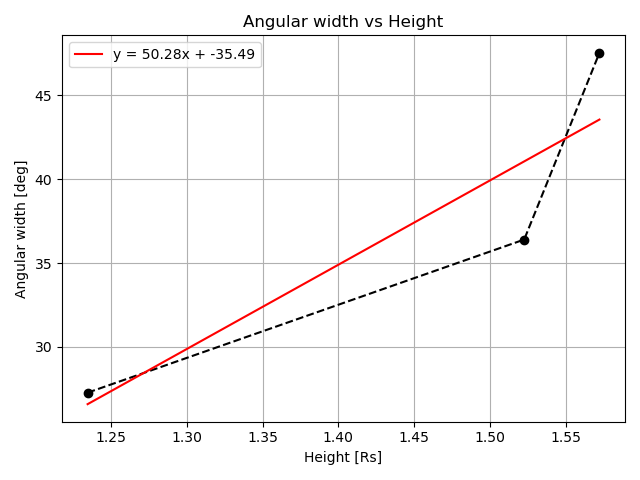 Angular width vs Height
y = 50.28x + -35.49
45
40
35
30
Angular width [deg]
1.25 1.30 1.35 1.40 1.45 1.50 1.55
Height [Rs]